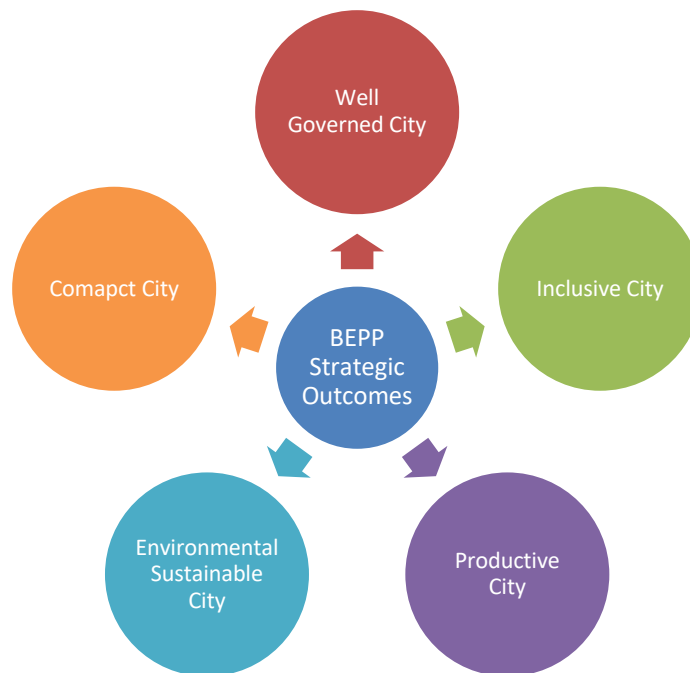 Well
Governed City
Comapct City
Inclusive City
BEPP
Strategic
Outcomes
Environmental
Sustainable
City
Productive
City